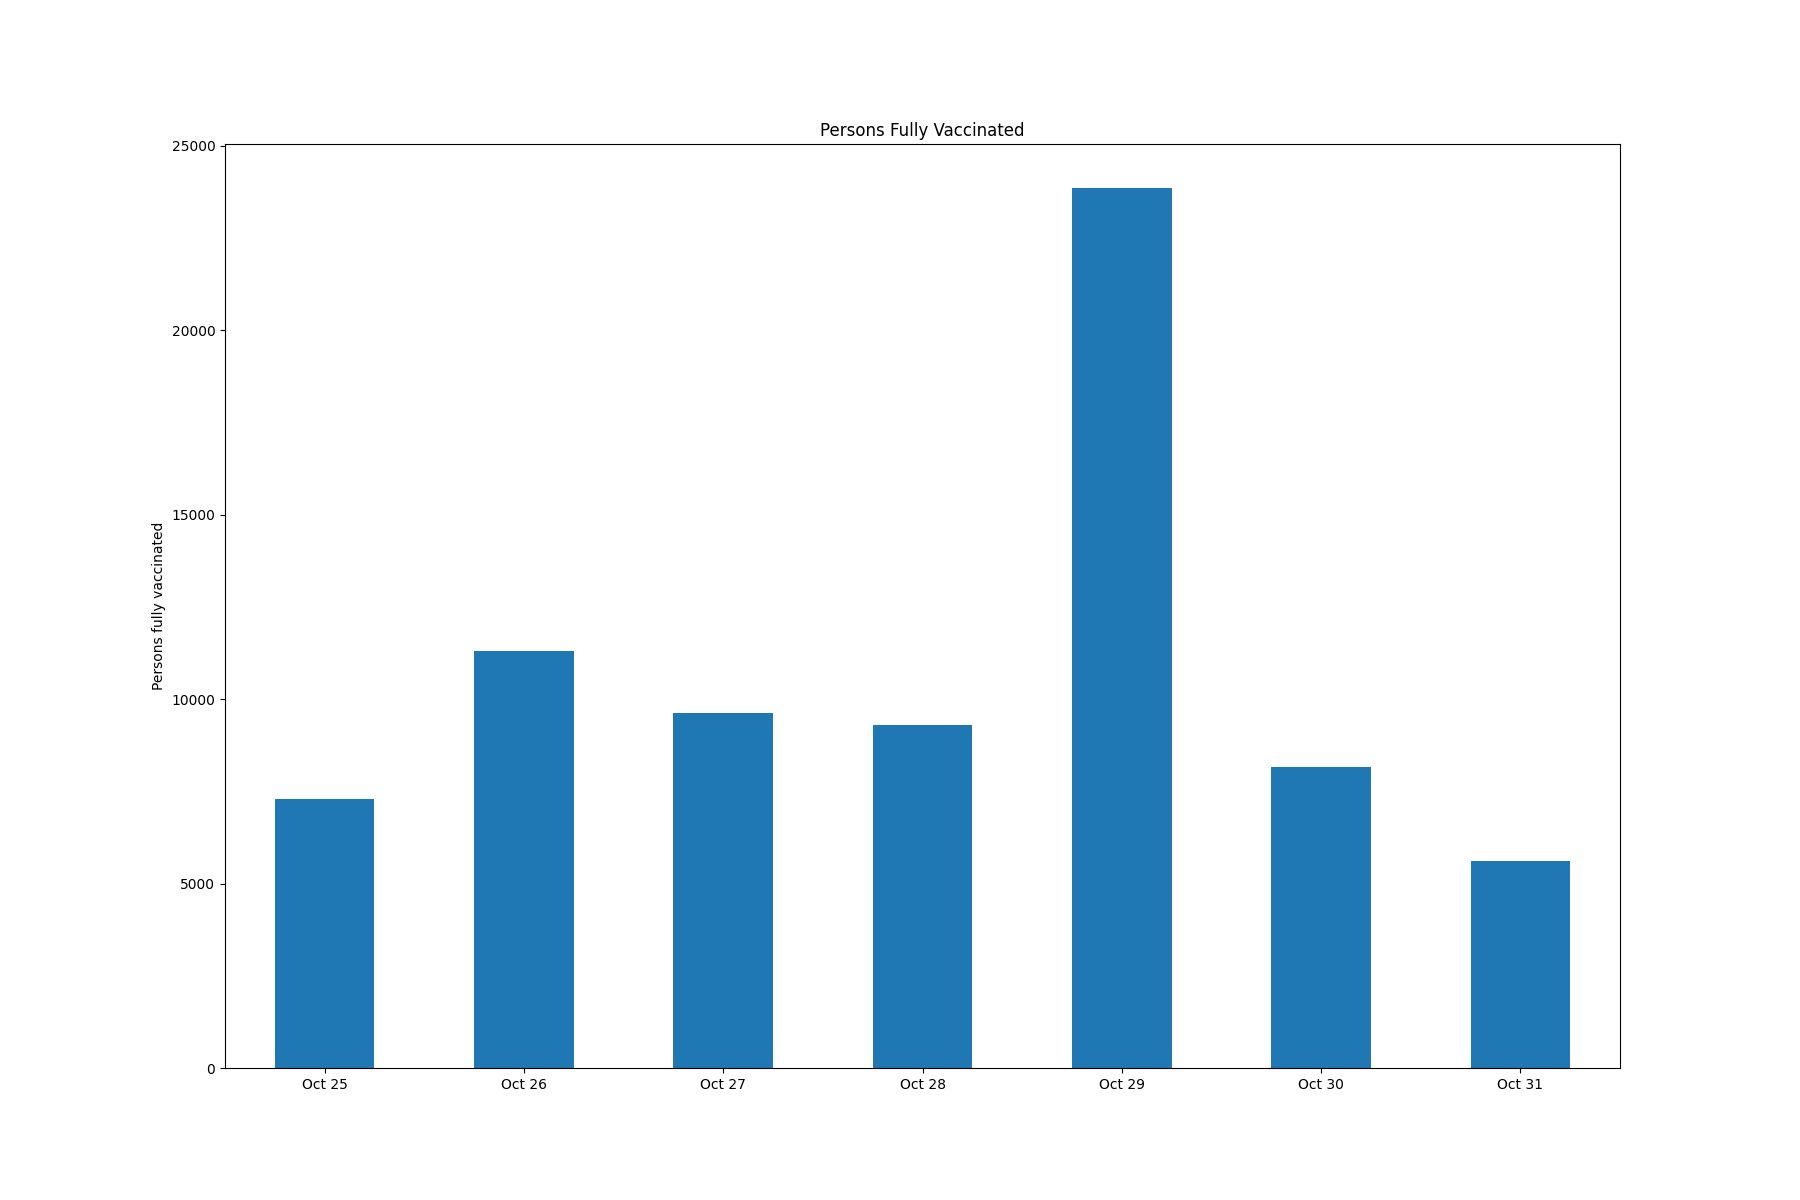 Persons Fully Vaccinated
25000
20000
15000
10000
5000
0
Persons fully vaccinated
Oct 25
Oct 26
Oct 27
Oct 28
Oct 29
Oct 30
Oct 31